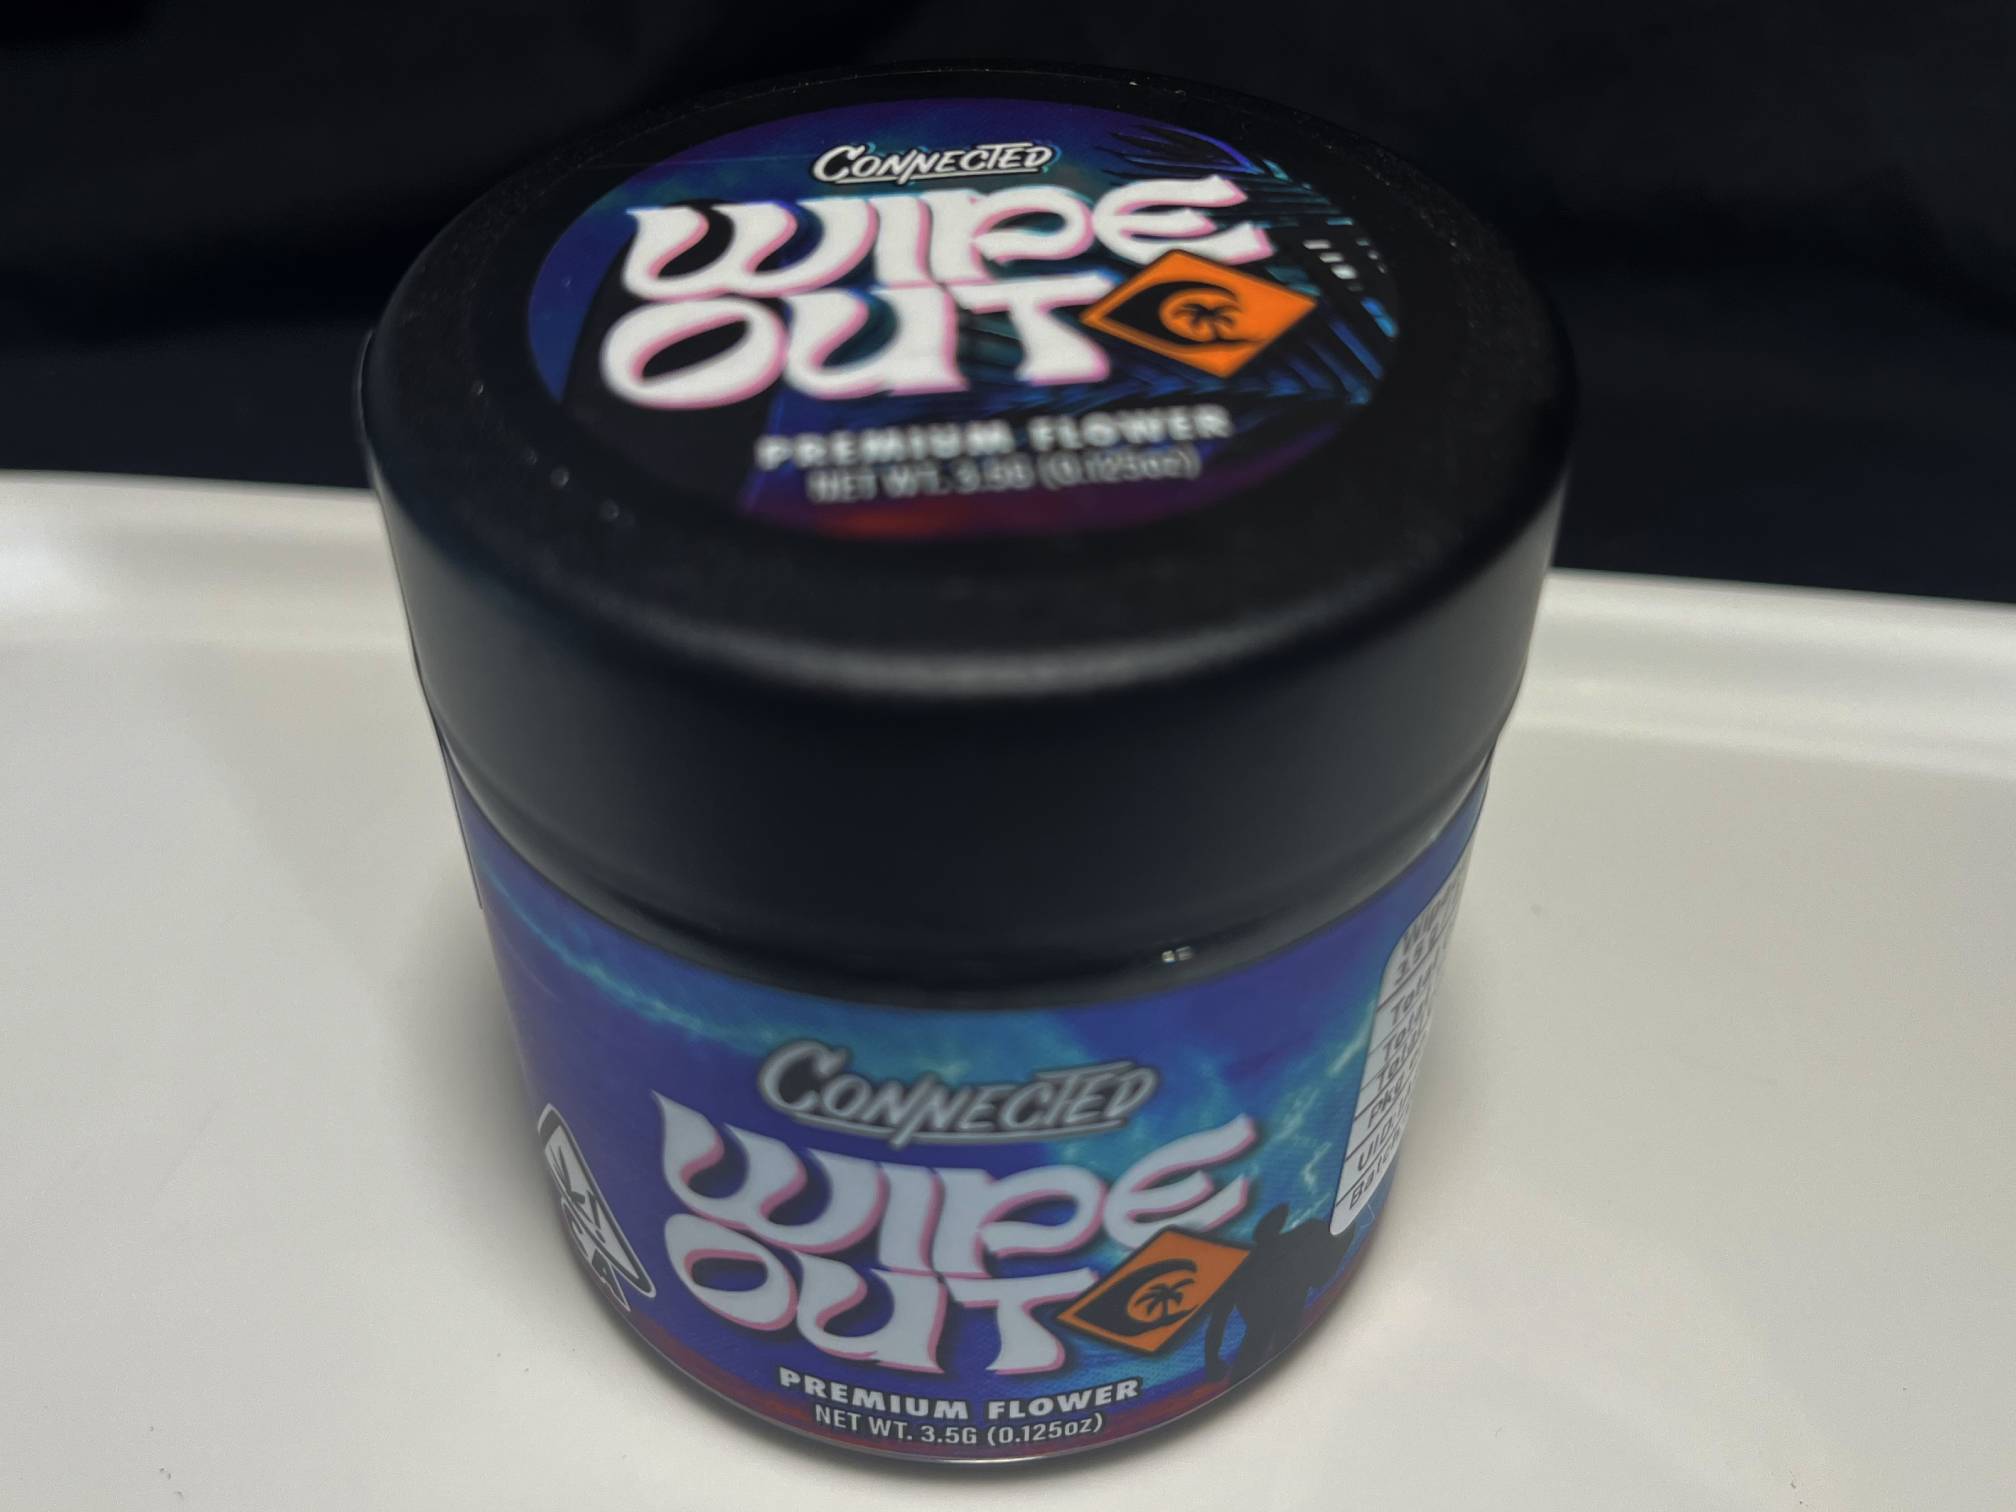 CONNECTED
WIPE
OUT
PREMIUM FLOWER
NET WT. 3.5G (0.125oz)
CONNECTED
WIPE
OUT
PREMIUM FLOWER
NET WT. 3.5G (0.125oz)
CA